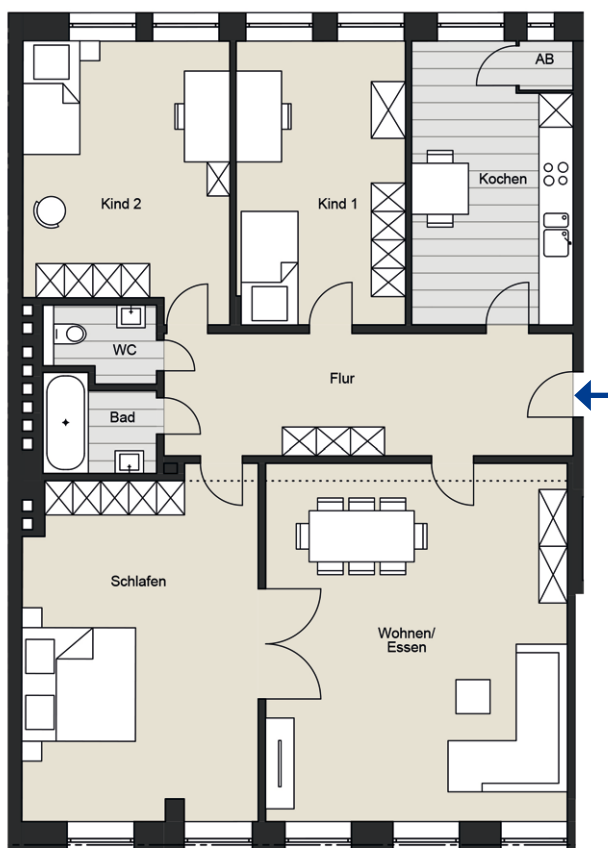 AB
Kochen
Kind 2
Kind 1
WC
Flur
Bad
Schlafen
Wohnen/
Essen